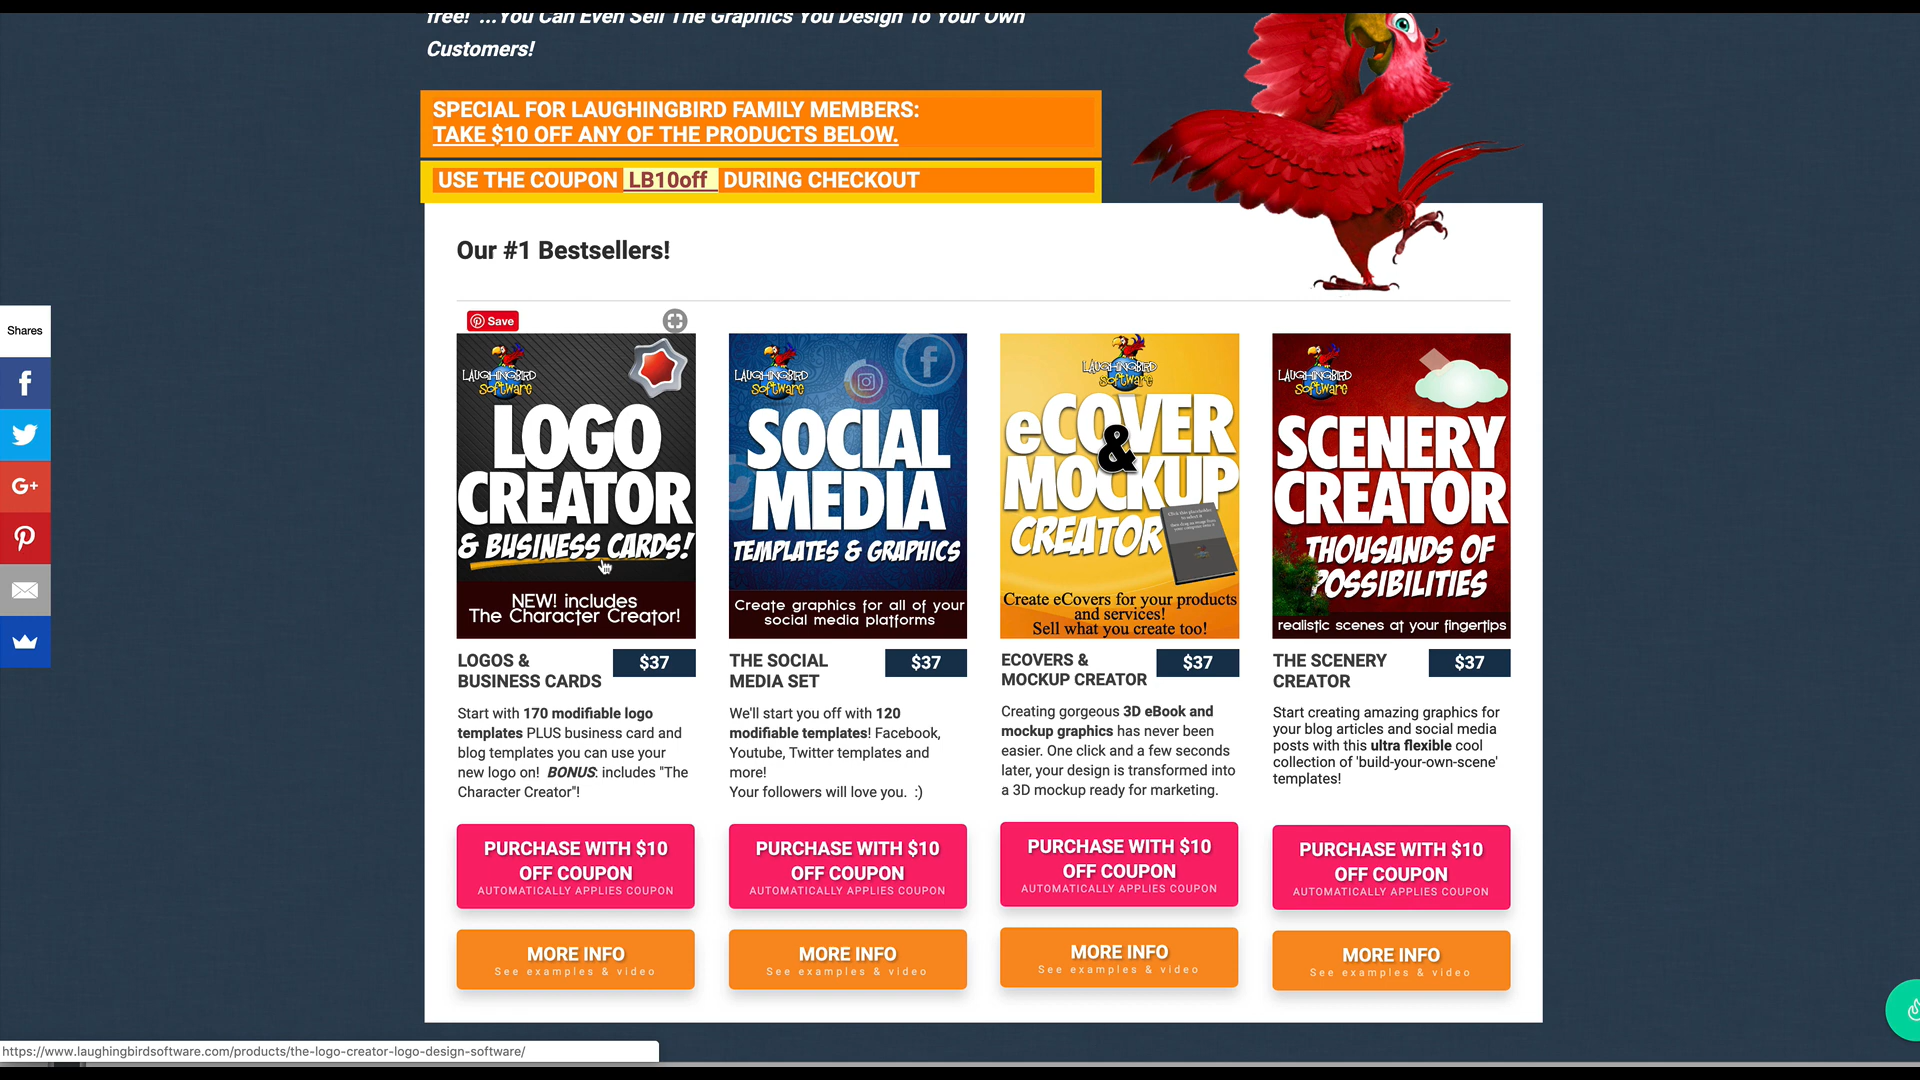 free! ...You Can Even Sell The Graphics You Design To Your Own
Customers!
SPECIAL FOR LAUGHINGBIRD FAMILY MEMBERS:
TAKE $10 OFF ANY OF THE PRODUCTS BELOW.
USE THE COUPON LB10off DURING CHECKOUT
Our #1 Bestsellers!
Shares
Save
LAUGHINGBIRD
Software
LOGO
CREATOR
& BUSINESS CARDS!
NEW! includes
The Character Creator!
LOGOS &
BUSINESS CARDS
$37
Start with 170 modifiable logo
templates PLUS business card and
blog templates you can use your
new logo on! BONUS: includes "The
Character Creator"!
PURCHASE WITH $10
OFF COUPON
AUTOMATICALLY APPLIES COUPON
MORE INFO
See examples & video
LAUGHINGBIRD
Software
SOCIAL
MEDIA
TEMPLATES & GRAPHICS
Create graphics for all of your
social media platforms
THE SOCIAL
MEDIA SET
$37
We'll start you off with 120
modifiable templates! Facebook,
Youtube, Twitter templates and
more!
Your followers will love you. :)
PURCHASE WITH $10
OFF COUPON
AUTOMATICALLY APPLIES COUPON
MORE INFO
See examples & video
LAUGHINGBIRD
Software
eCOVER
&
MOCKUP
CREATOR
Create eCovers for your products
and services!
Sell what you create too!
ECOVERS &
MOCKUP CREATOR
$37
Creating gorgeous 3D eBook and
mockup graphics has never been
easier. One click and a few seconds
later, your design is transformed into
a 3D mockup ready for marketing.
PURCHASE WITH $10
OFF COUPON
AUTOMATICALLY APPLIES COUPON
MORE INFO
See examples & video
LAUGHINGBIRD
Software
SCENERY
CREATOR
THOUSANDS OF
POSSIBILITIES
realistic scenes at your fingertips
THE SCENERY
CREATOR
$37
Start creating amazing graphics for
your blog articles and social media
posts with this ultra flexible cool
collection of 'build-your-own-scene'
templates!
PURCHASE WITH $10
OFF COUPON
AUTOMATICALLY APPLIES COUPON
MORE INFO
See examples & video
https://www.laughingbirdsoftware.com/products/the-logo-creator-logo-design-software/